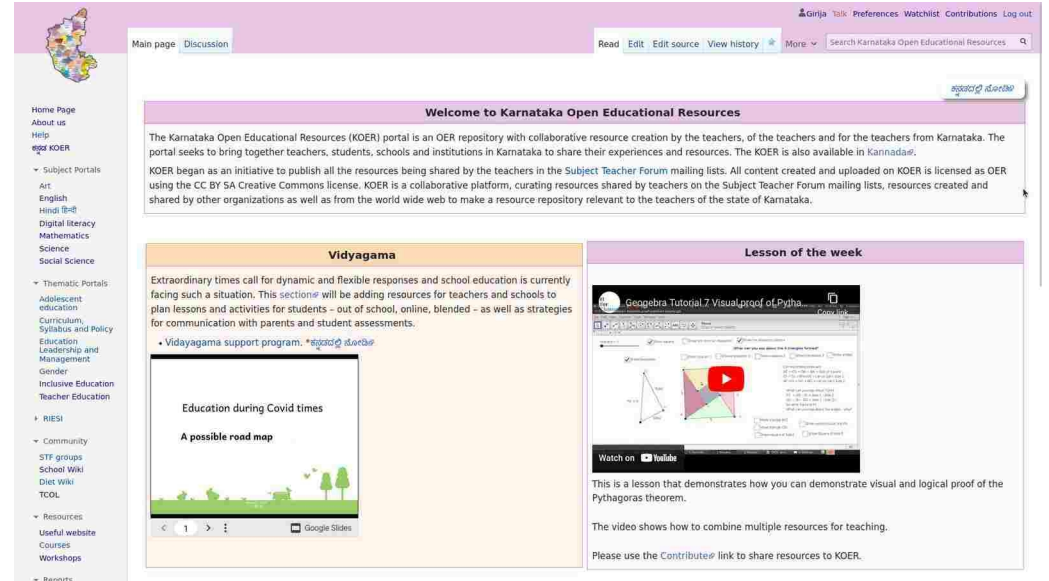 Girija Talk Preferences Watchlist Contributions Log out
Main page Discussion
Read Edit Edit source View history More Search Karnataka Open Educational Resources
ಕನ್ನಡದಲ್ಲಿ ನೋಡಿ
Home Page
About us
Help
ಕನ್ನಡ KOER
Subject Portals
Art
English
Hindi हिन्दी
Digital literacy
Mathematics
Science
Social Science
Thematic Portals
Adolescent
education
Curriculum,
Syllabus and Policy
Education
Leadership and
Management
Gender
Inclusive Education
Teacher Education
RIESI
Community
STF groups
School Wiki
Diet Wiki
TCOL
Resources
Useful website
Courses
Workshops
Reports
Welcome to Karnataka Open Educational Resources
The Karnataka Open Educational Resources (KOER) portal is an OER repository with collaborative resource creation by the teachers, of the teachers and for the teachers from Karnataka. The
portal seeks to bring together teachers, students, schools and institutions in Karnataka to share their experiences and resources. The KOER is also available in Kannada.
KOER began as an initiative to publish all the resources being shared by the teachers in the Subject Teacher Forum mailing lists. All content created and uploaded on KOER is licensed as OER
using the CC BY SA Creative Commons license. KOER is a collaborative platform, curating resources shared by teachers on the Subject Teacher Forum mailing lists, resources created and
shared by other organizations as well as from the world wide web to make a resource repository relevant to the teachers of the state of Karnataka.
Vidyagama
Extraordinary times call for dynamic and flexible responses and school education is currently
facing such a situation. This section will be adding resources for teachers and schools to
plan lessons and activities for students – out of school, online, blended – as well as strategies
for communication with parents and student assessments.
• Vidayagama support program. *ಕನ್ನಡದಲ್ಲಿ ನೋಡಿ
Education during Covid times
A possible road map
1 Google Slides
Lesson of the week
Geogebra Tutorial 7 Visual proof of Pytha...
Copy link
Watch on YouTube
This is a lesson that demonstrates how you can demonstrate visual and logical proof of the
Pythagoras theorem.
The video shows how to combine multiple resources for teaching.
Please use the Contribute link to share resources to KOER.